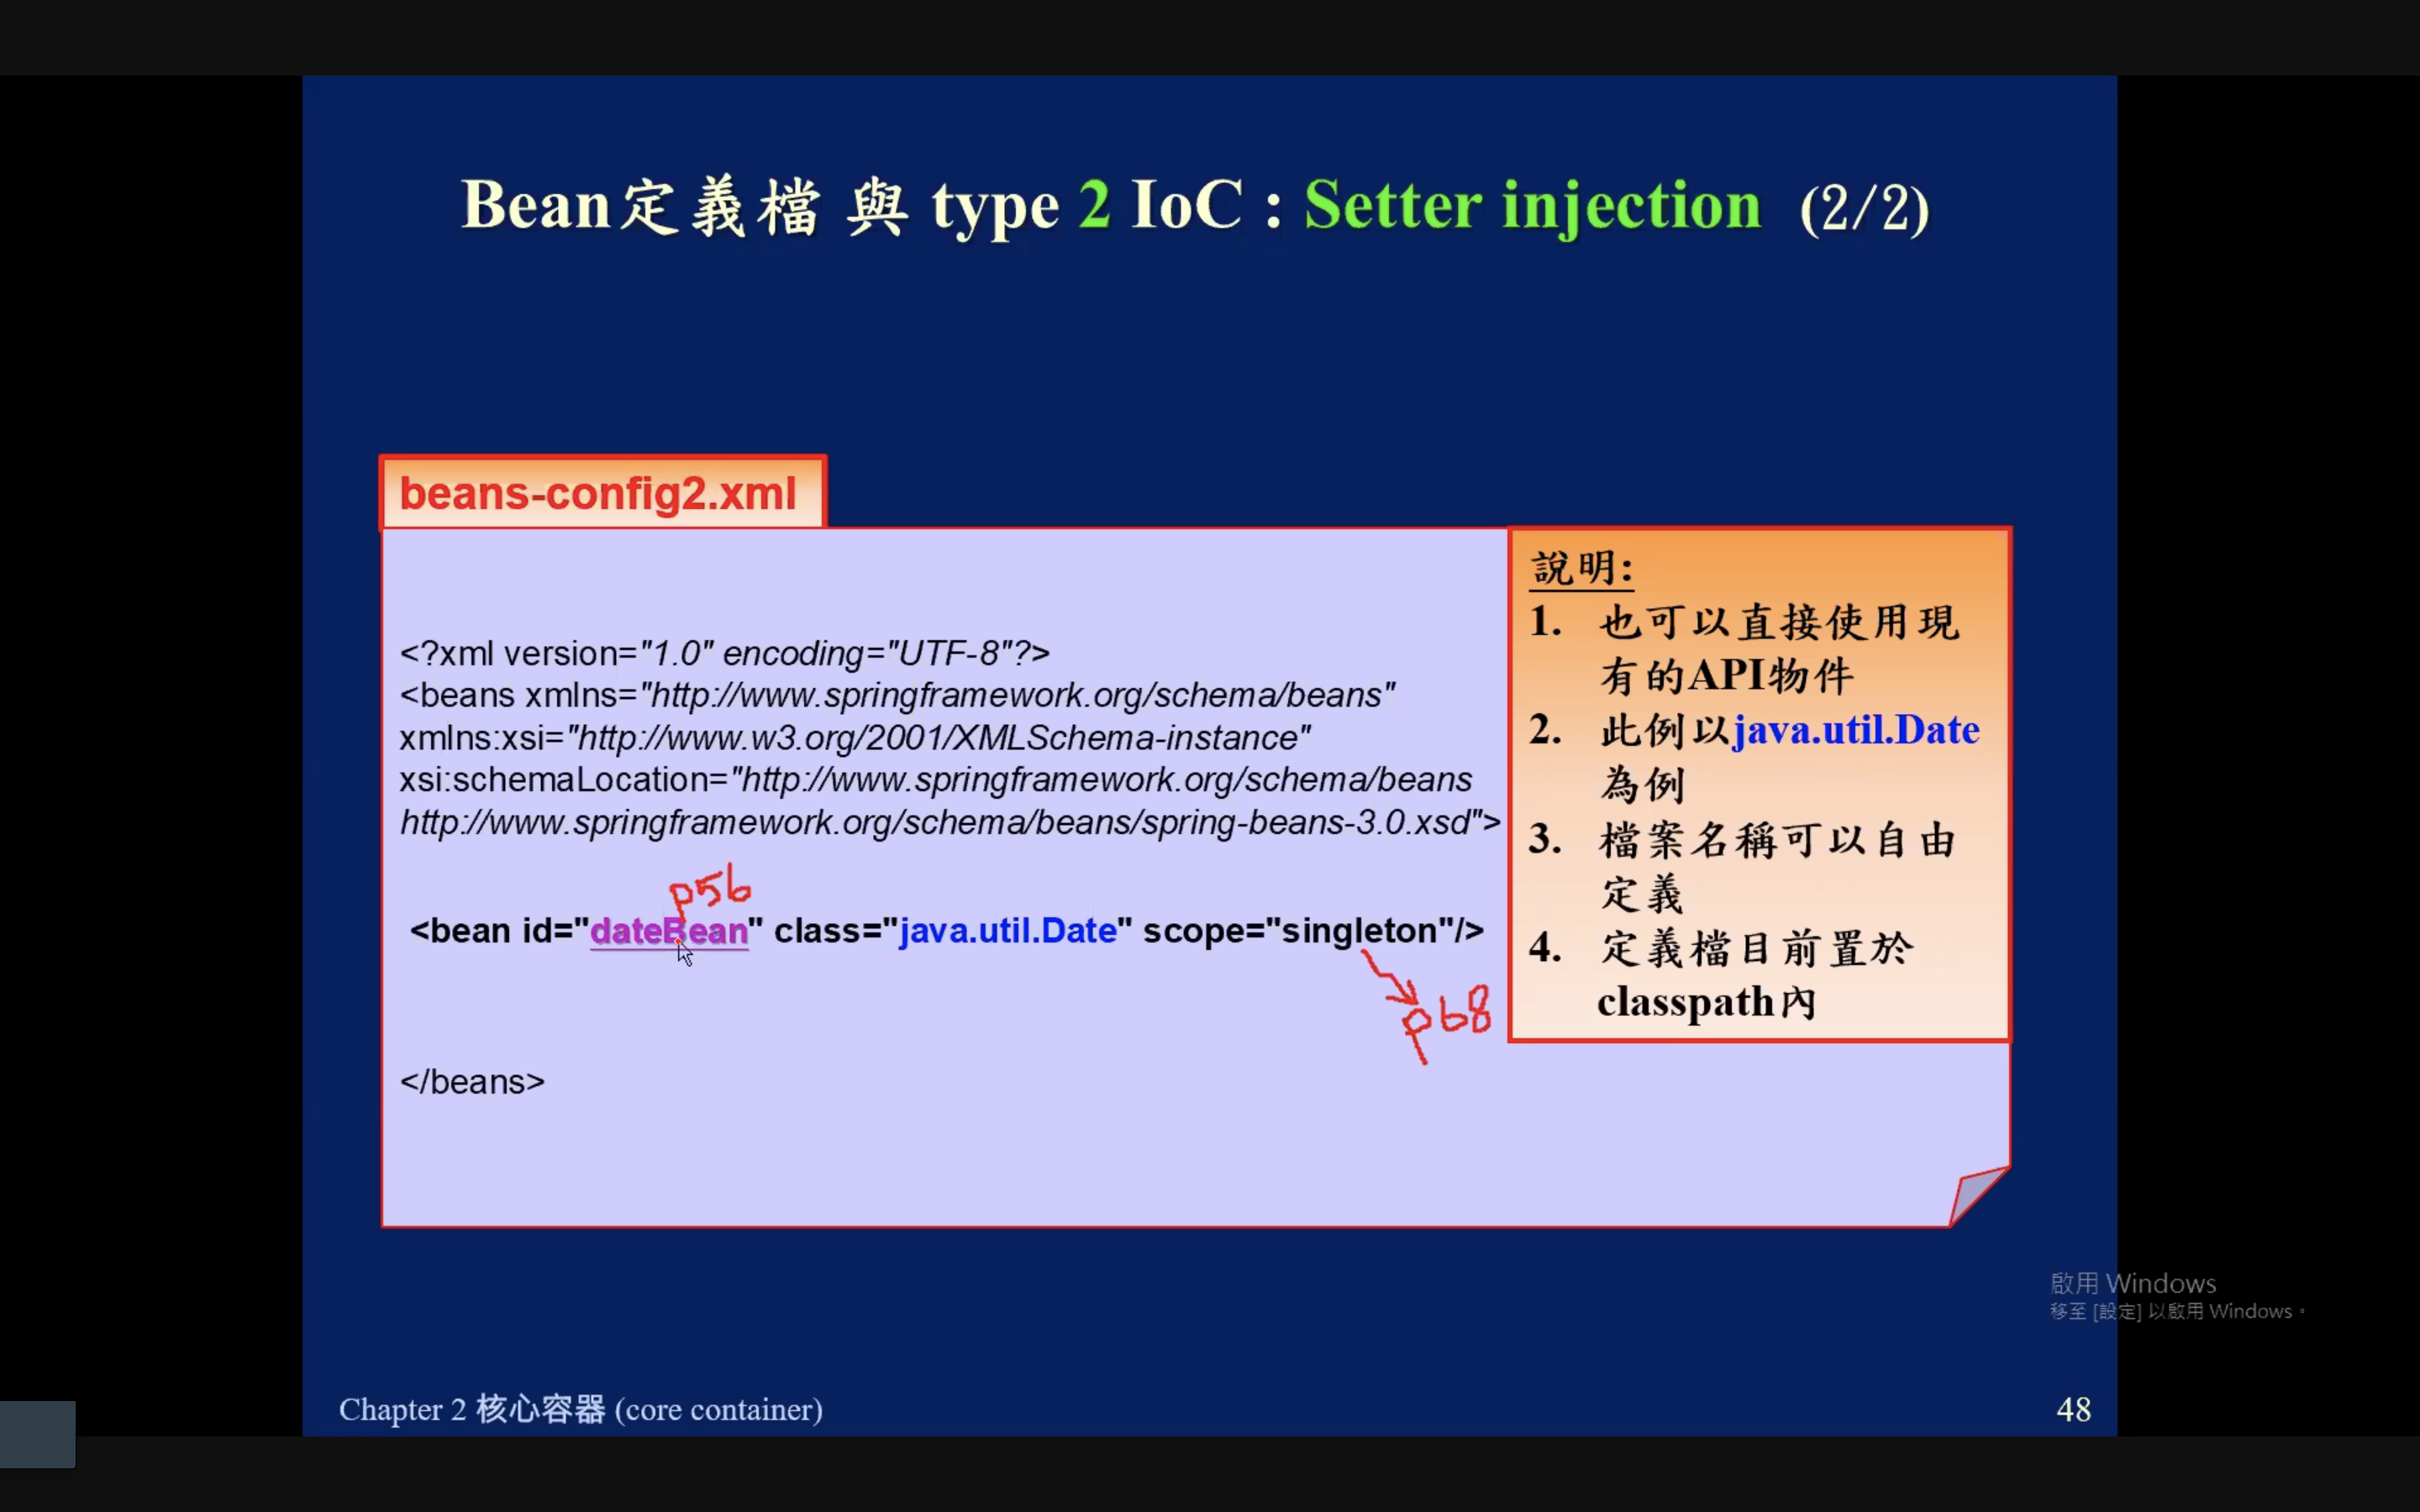 Bean定義檔 與 type 2 IoC : Setter injection (2/2)
beans-config2.xml
<?xml version="1.0" encoding="UTF-8"?>
<beans xmlns="http://www.springframework.org/schema/beans"
xmlns:xsi="http://www.w3.org/2001/XMLSchema-instance"
xsi:schemaLocation="http://www.springframework.org/schema/beans
http://www.springframework.org/schema/beans/spring-beans-3.0.xsd">
p56
<bean id="dateBean" class="java.util.Date" scope="singleton"/>
p68
</beans>
說明:
1. 也可以直接使用現
有的API物件
2. 此例以java.util.Date
為例
3. 檔案名稱可以自由
定義
4. 定義檔目前置於
classpath內
啟用 Windows
移至 [設定] 以啟用 Windows。
Chapter 2 核心容器 (core container)
48